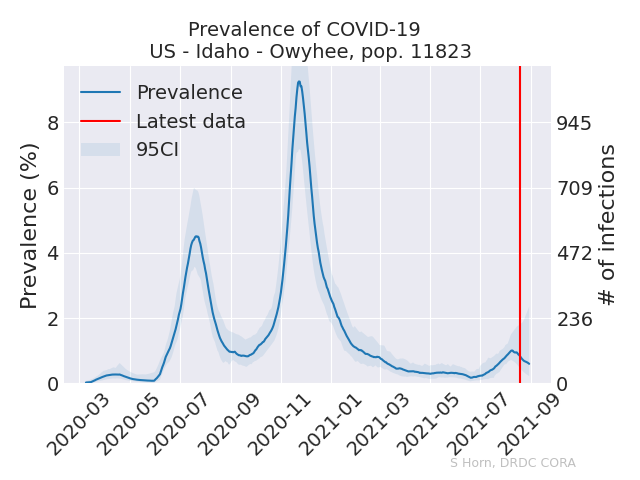 Prevalence of COVID-19
US - Idaho - Owyhee, pop. 11823
Prevalence
Latest data
95CI
Prevalence (%)
8
6
4
2
0
945
709
472
236
0
# of infections
2020-03
2020-05
2020-07
2020-09
2020-11
2021-01
2021-03
2021-05
2021-07
2021-09
S Horn, DRDC CORA